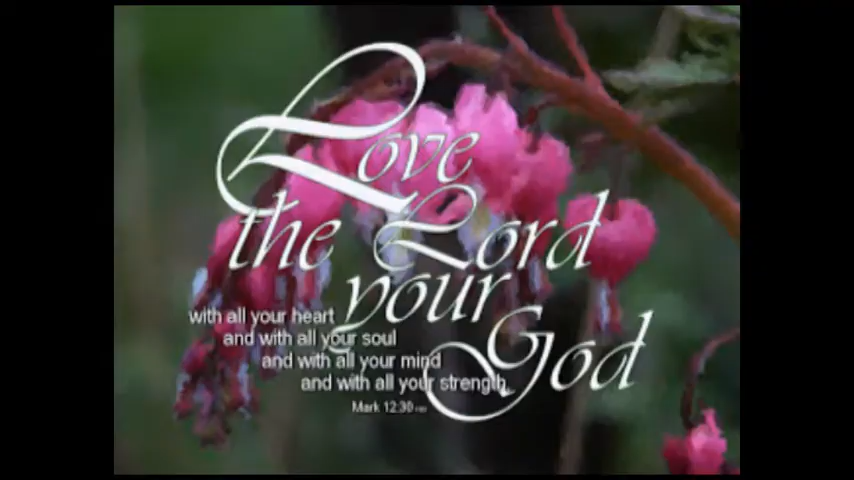 Love
the Lord
your
God
with all your heart
and with all your soul
and with all your mind
and with all your strength.
Mark 12:30